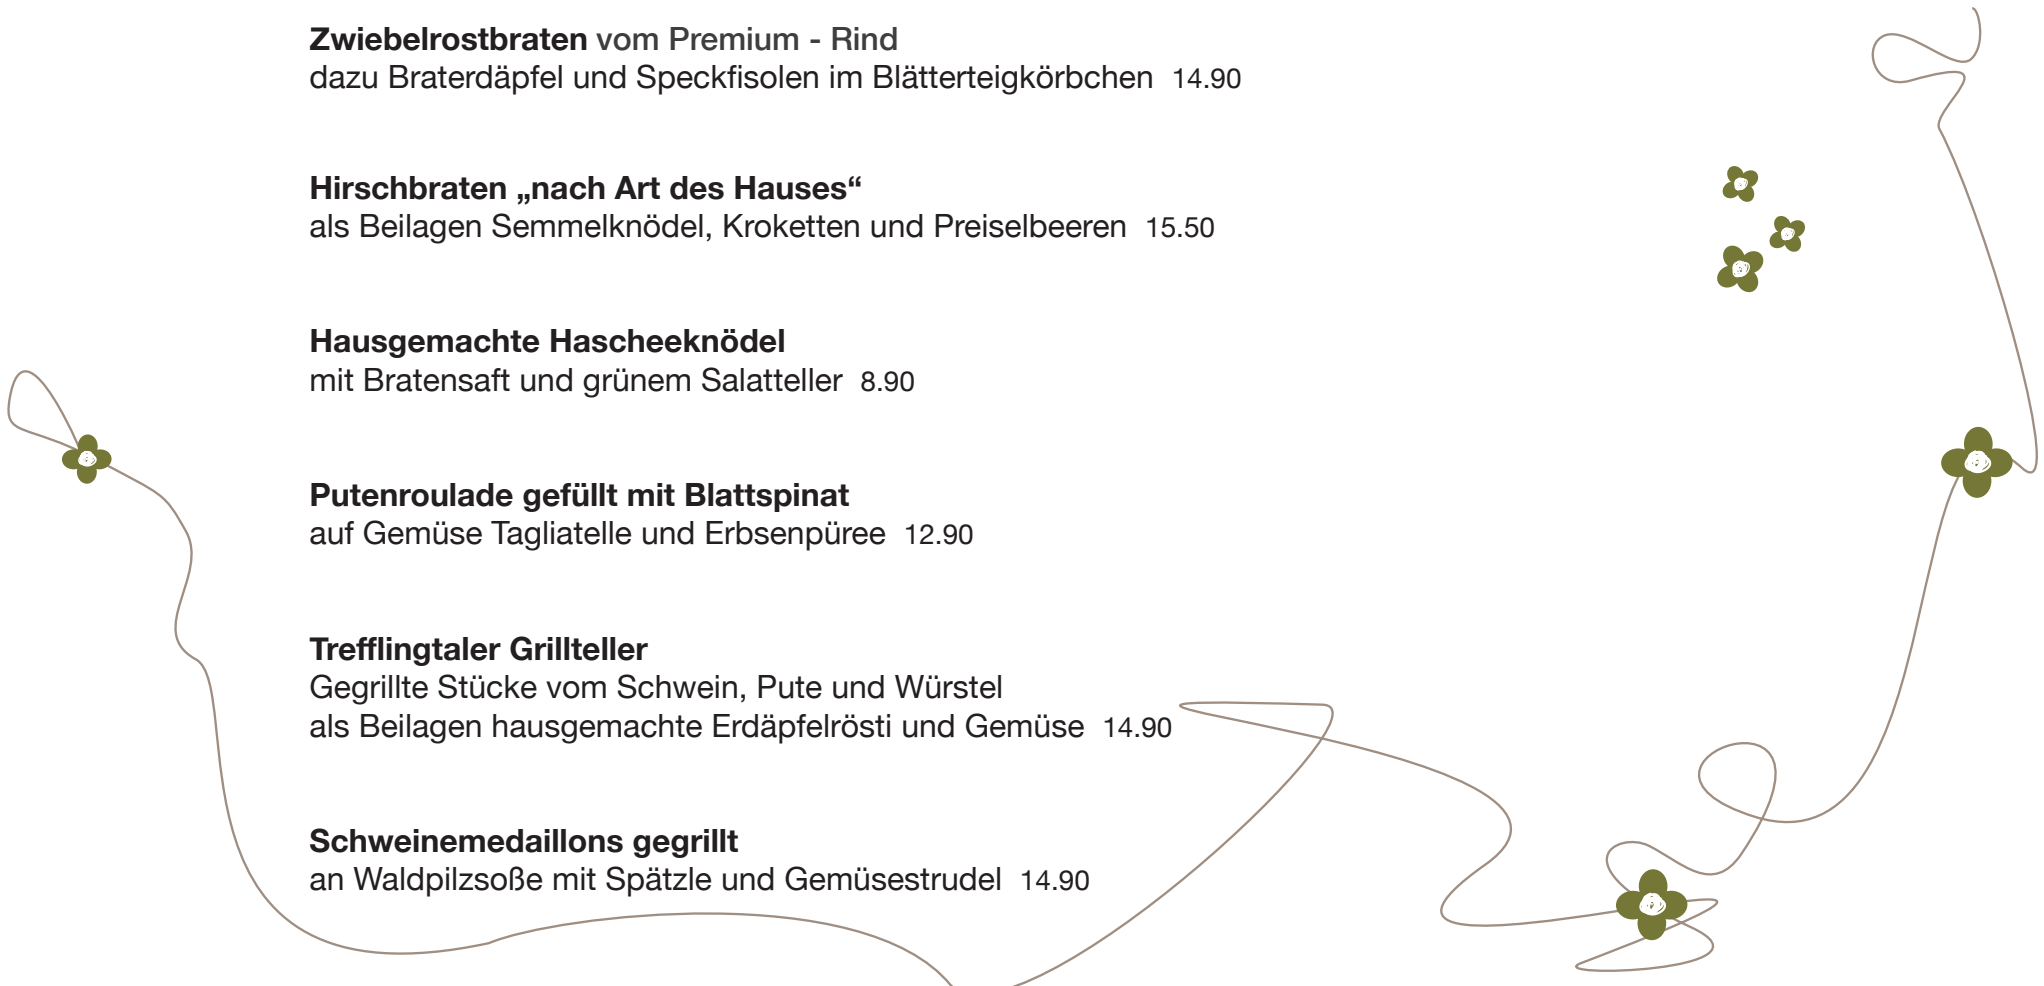 Zwiebelrostbraten vom Premium - Rind
dazu Braterdäpfel und Speckfisolen im Blätterteigkörbchen 14.90
Hirschbraten „nach Art des Hauses“
als Beilagen Semmelknödel, Kroketten und Preiselbeeren 15.50
Hausgemachte Hascheeknödel
mit Bratensaft und grünem Salatteller 8.90
Putenroulade gefüllt mit Blattspinat
auf Gemüse Tagliatelle und Erbsenpüree 12.90
Trefflingtaler Grillteller
Gegrillte Stücke vom Schwein, Pute und Würstel
als Beilagen hausgemachte Erdäpfelrösti und Gemüse 14.90
Schweinemedaillons gegrillt
an Waldpilzsoße mit Spätzle und Gemüsestrudel 14.90